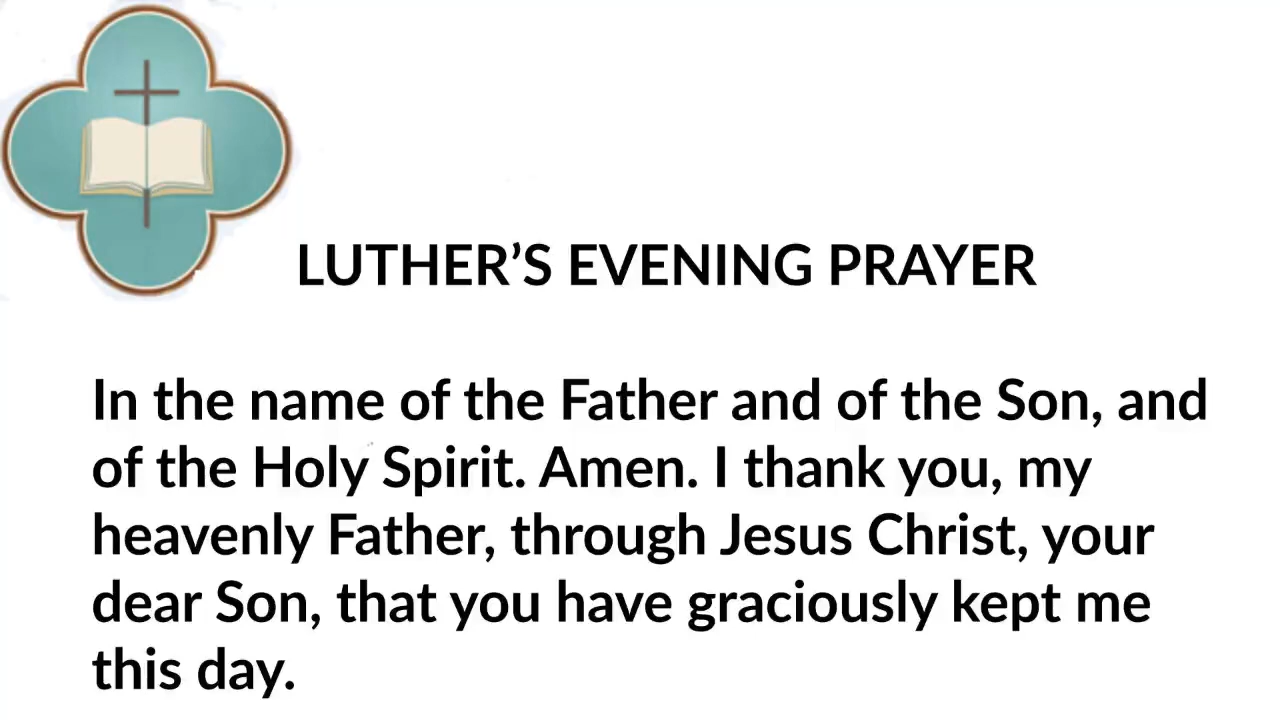 LUTHER’S EVENING PRAYER
In the name of the Father and of the Son, and
of the Holy Spirit. Amen. I thank you, my
heavenly Father, through Jesus Christ, your
dear Son, that you have graciously kept me
this day.